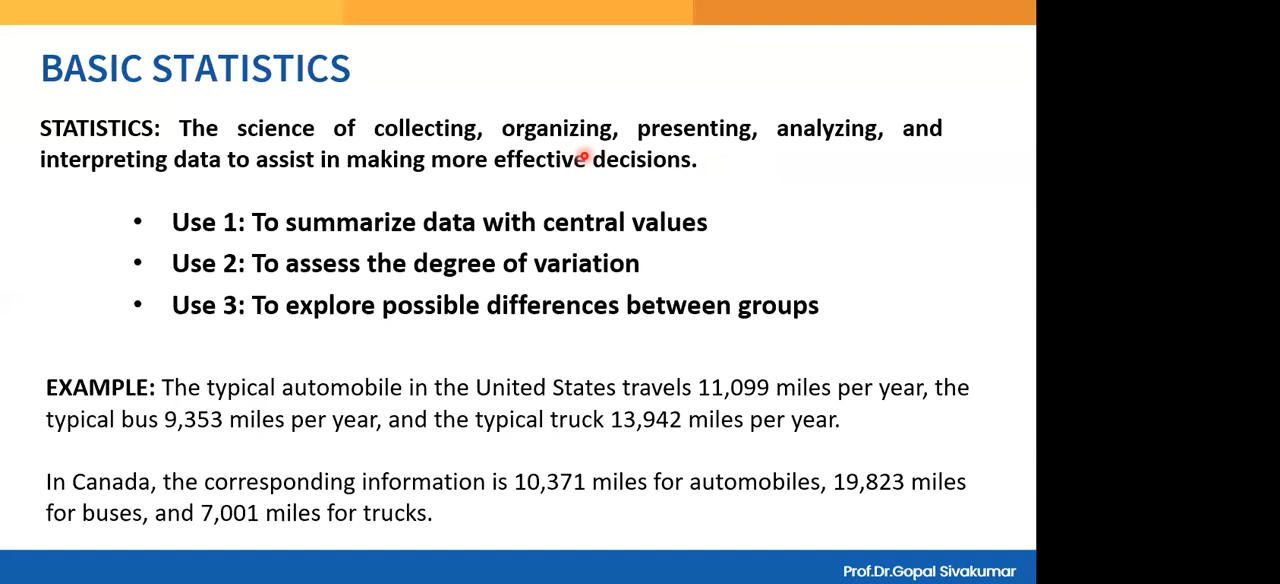 BASIC STATISTICS
STATISTICS: The science of collecting, organizing, presenting, analyzing, and
interpreting data to assist in making more effective decisions.
• Use 1: To summarize data with central values
• Use 2: To assess the degree of variation
• Use 3: To explore possible differences between groups
EXAMPLE: The typical automobile in the United States travels 11,099 miles per year, the
typical bus 9,353 miles per year, and the typical truck 13,942 miles per year.
In Canada, the corresponding information is 10,371 miles for automobiles, 19,823 miles
for buses, and 7,001 miles for trucks.
Prof.Dr.Gopal Sivakumar